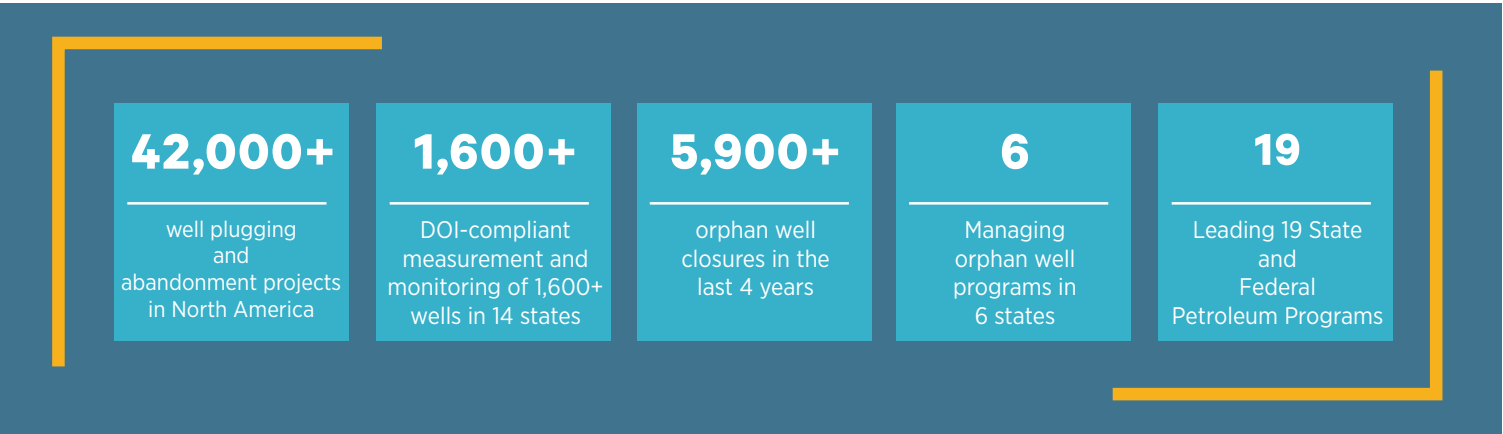 42,000+
well plugging
and
abandonment projects
in North America
1,600+
DOI-compliant
measurement and
monitoring of 1,600+
wells in 14 states
5,900+
orphan well
closures in the
last 4 years
6
Managing
orphan well
programs in
6 states
19
Leading 19 State
and
Federal
Petroleum Programs